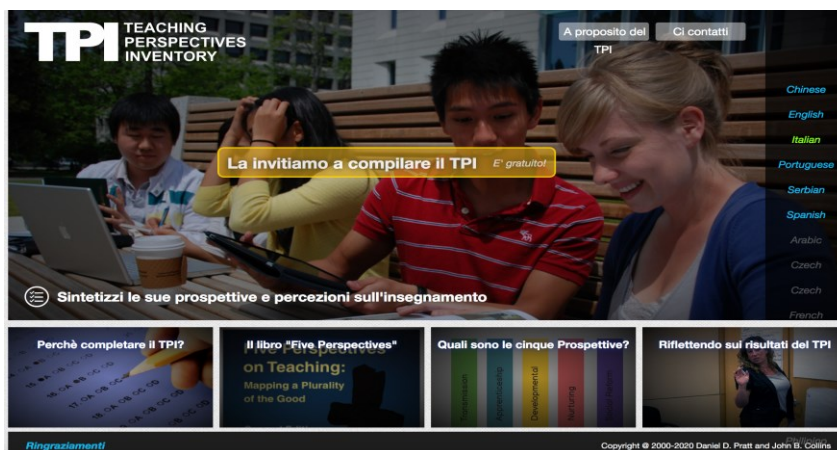 TPI TEACHING
PERSPECTIVES
INVENTORY
A proposito del
TPI
Ci contatti
Chinese
English
Italian
Portuguese
Serbian
Spanish
Arabic
Czech
Czech
French
La invitiamo a compilare il TPI E' gratuito!
Sintetizzi le sue prospettive e percezioni sull'insegnamento
Perchè completare il TPI?
Il libro "Five Perspectives"
Five Perspectives
on Teaching:
Mapping a Plurality
of the Good
Quali sono le cinque Prospettive?
Transmission
Apprenticeship
Developmental
Nurturing
Riflettendo sui risultati del TPI
Ringraziamenti
Copyright @ 2000-2020 Daniel D. Pratt and John B. Collins